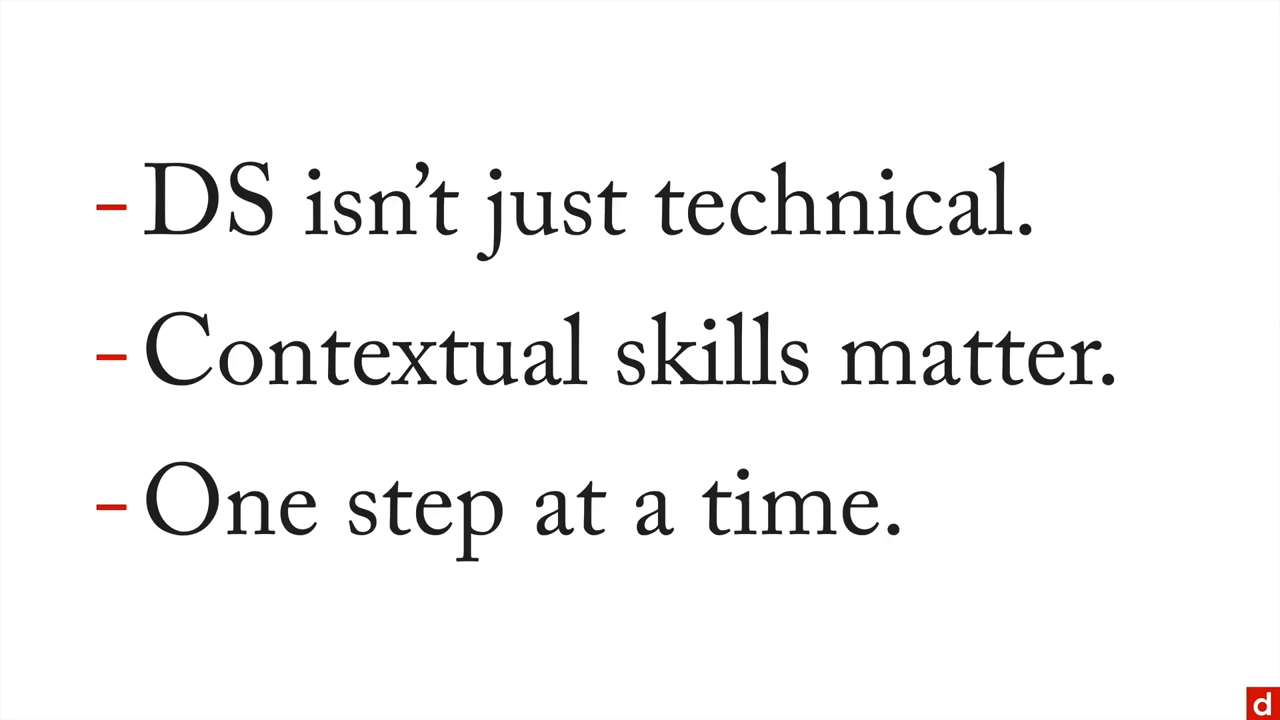 – DS isn’t just technical.
– Contextual skills matter.
– One step at a time.
d